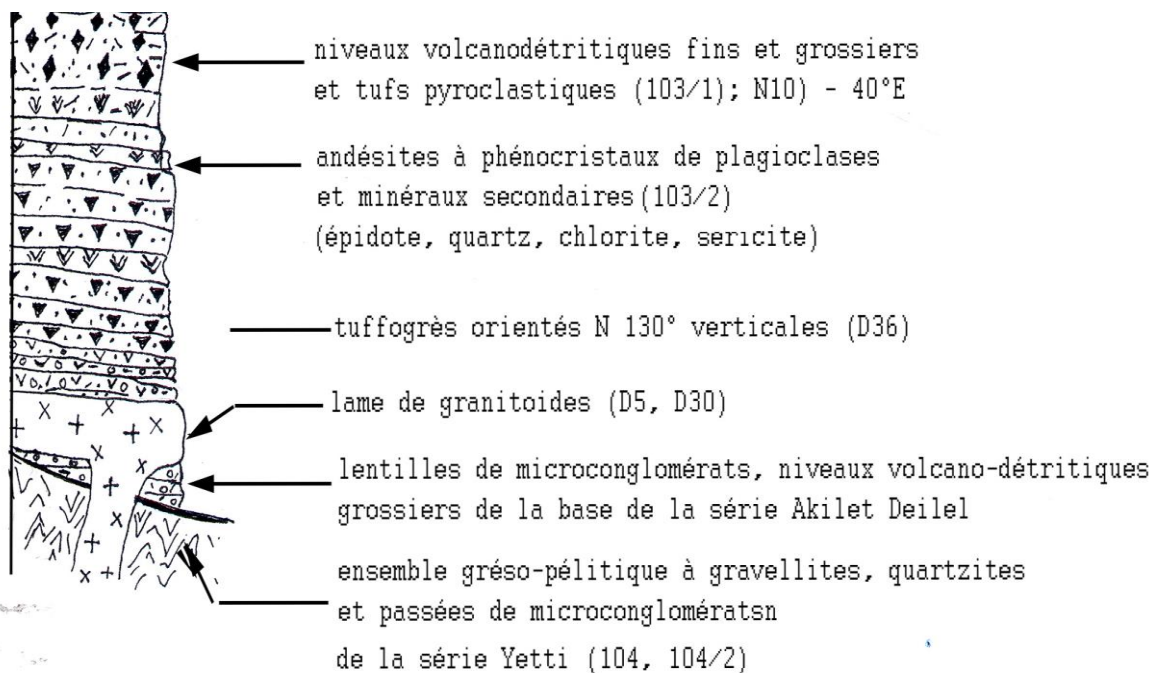 niveaux volcanodétritiques fins et grossiers
et tufs pyroclastiques (103/1); N10) - 40°E
andésites à phénocristaux de plagioclases
et minéraux secondaires (103/2)
(épidote, quartz, chlorite, sericite)
tuffogrès orientés N 130° verticales (D36)
lame de granitoides (D5, D30)
lentilles de microconglomérats, niveaux volcano-détritiques
grossiers de la base de la série Akilet Deilel
ensemble gréso-pélitique à gravellites, quartzites
et passées de microconglomératsn
de la série Yetti (104, 104/2)